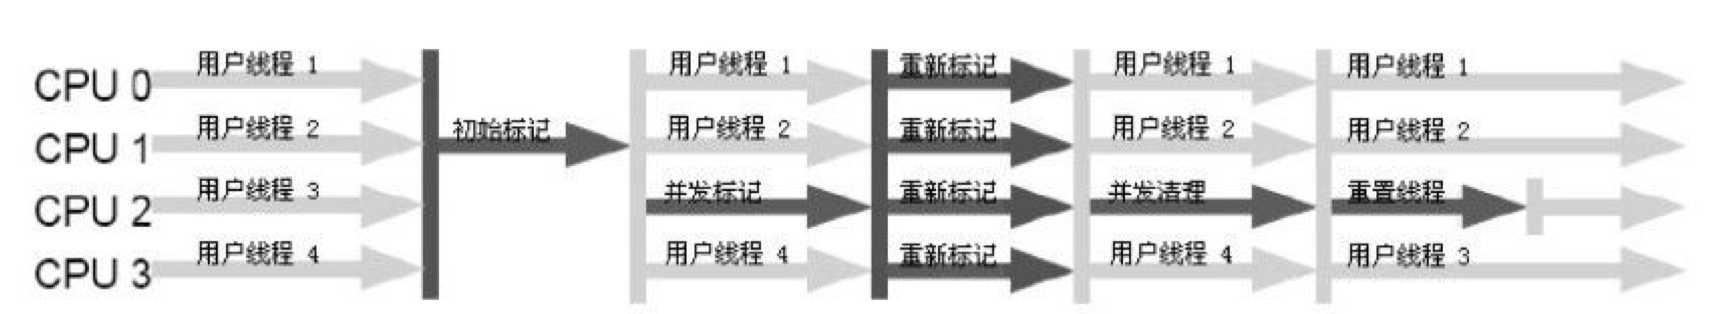 CPU 0 用户线程 1 用户线程 1 重新标记 用户线程 1 用户线程 1
CPU 1 用户线程 2 初始标记 用户线程 2 重新标记 用户线程 2 用户线程 2
CPU 2 用户线程 3 并发标记 重新标记 并发清理 重置线程
CPU 3 用户线程 4 用户线程 4 重新标记 用户线程 4 用户线程 3